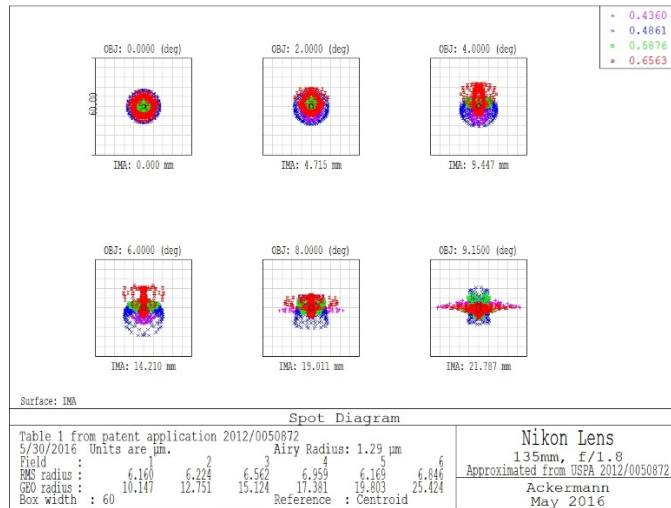 + 0.4360
× 0.4861
0.5876
0.6563
OBJ: 0.0000 (deg)
OBJ: 2.0000 (deg)
OBJ: 4.0000 (deg)
60.00
IMA: 0.000 mm
IMA: 4.715 mm
IMA: 9.447 mm
OBJ: 6.0000 (deg)
OBJ: 8.0000 (deg)
OBJ: 9.1500 (deg)
IMA: 14.210 mm
IMA: 19.011 mm
IMA: 21.787 mm
Surface: IMA
Spot Diagram
Table 1 from patent application 2012/0050872
5/30/2016 Units are µm. Airy Radius: 1.29 µm
Field : 1 2 3 4 5 6
RMS radius : 6.160 6.224 6.562 6.959 6.169 6.846
GEO radius : 10.147 12.751 15.124 17.381 19.803 25.424
Box width : 60 Reference : Centroid
Nikon Lens
135mm, f/1.8
Approximated from USPA 2012/0050872
Ackermann
May 2016